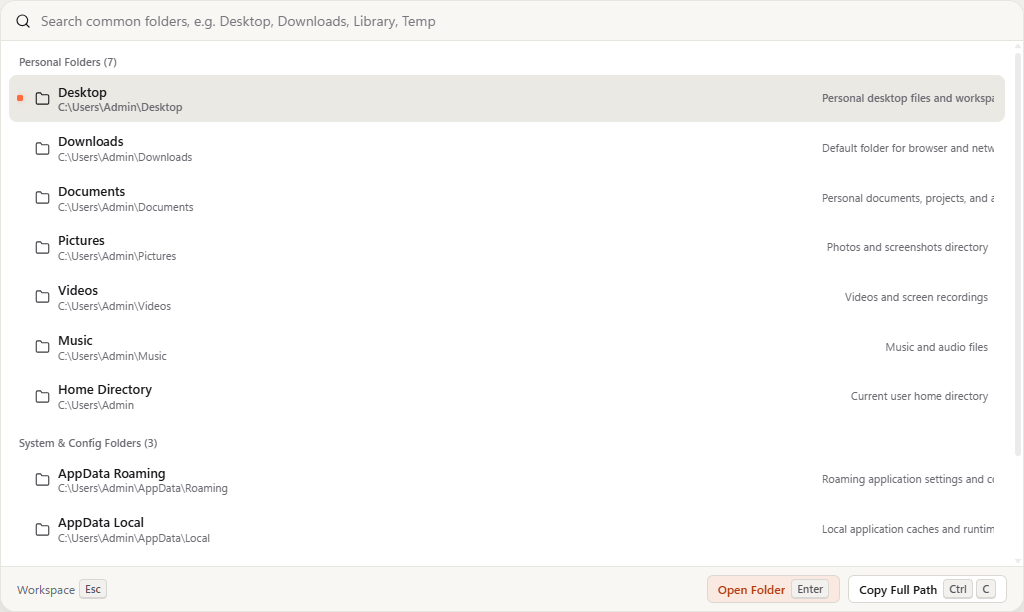 Search common folders, e.g. Desktop, Downloads, Library, Temp
Personal Folders (7)
Desktop
C:\Users\Admin\Desktop
Personal desktop files and workspa
Downloads
C:\Users\Admin\Downloads
Default folder for browser and netw
Documents
C:\Users\Admin\Documents
Personal documents, projects, and a
Pictures
C:\Users\Admin\Pictures
Photos and screenshots directory
Videos
C:\Users\Admin\Videos
Videos and screen recordings
Music
C:\Users\Admin\Music
Music and audio files
Home Directory
C:\Users\Admin
Current user home directory
System & Config Folders (3)
AppData Roaming
C:\Users\Admin\AppData\Roaming
Roaming application settings and co
AppData Local
C:\Users\Admin\AppData\Local
Local application caches and runtim
Workspace Esc
Open Folder Enter
Copy Full Path Ctrl C